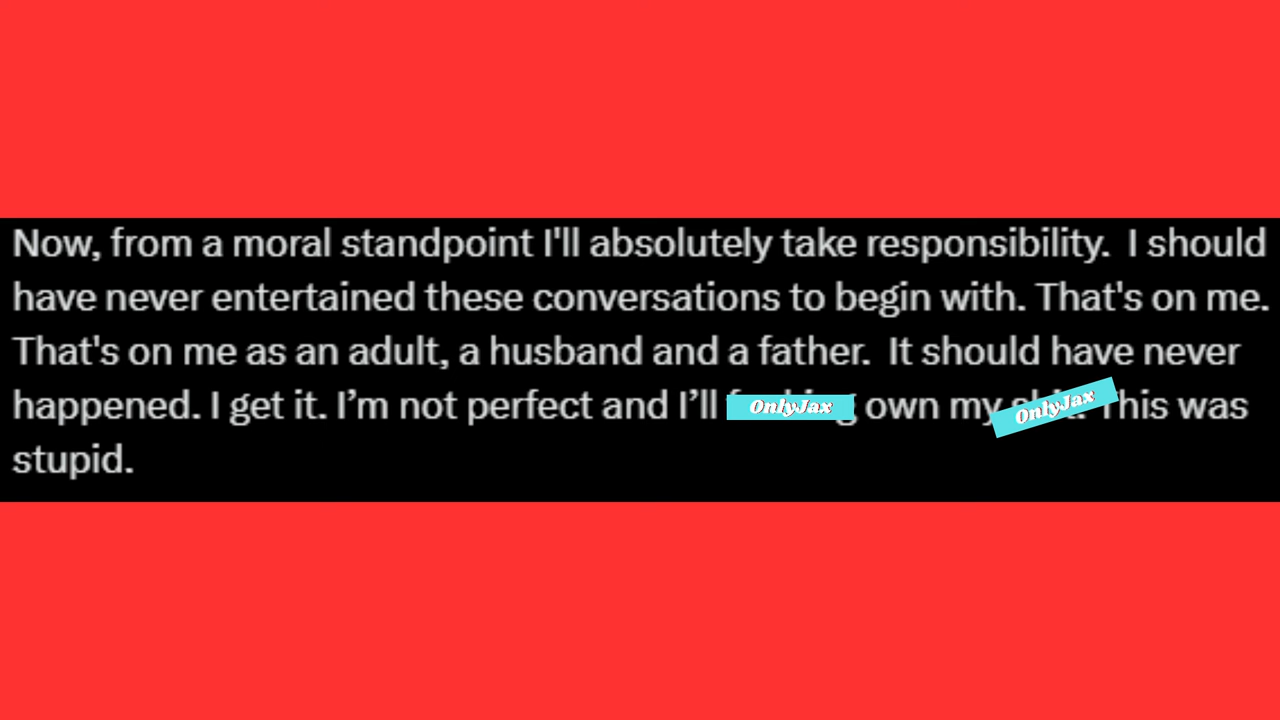 Now, from a moral standpoint I'll absolutely take responsibility.  I should
have never entertained these conversations to begin with. That's on me.
That's on me as an adult, a husband and a father.  It should have never
happened. I get it. I’m not perfect and I’ll OnlyJax own my OnlyJax This was
stupid.